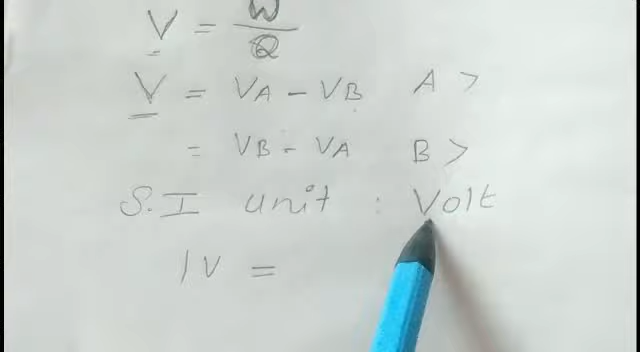 V = W/Q
V = VA - VB A >
= VB - VA B >
S.I unit : Volt
1V =